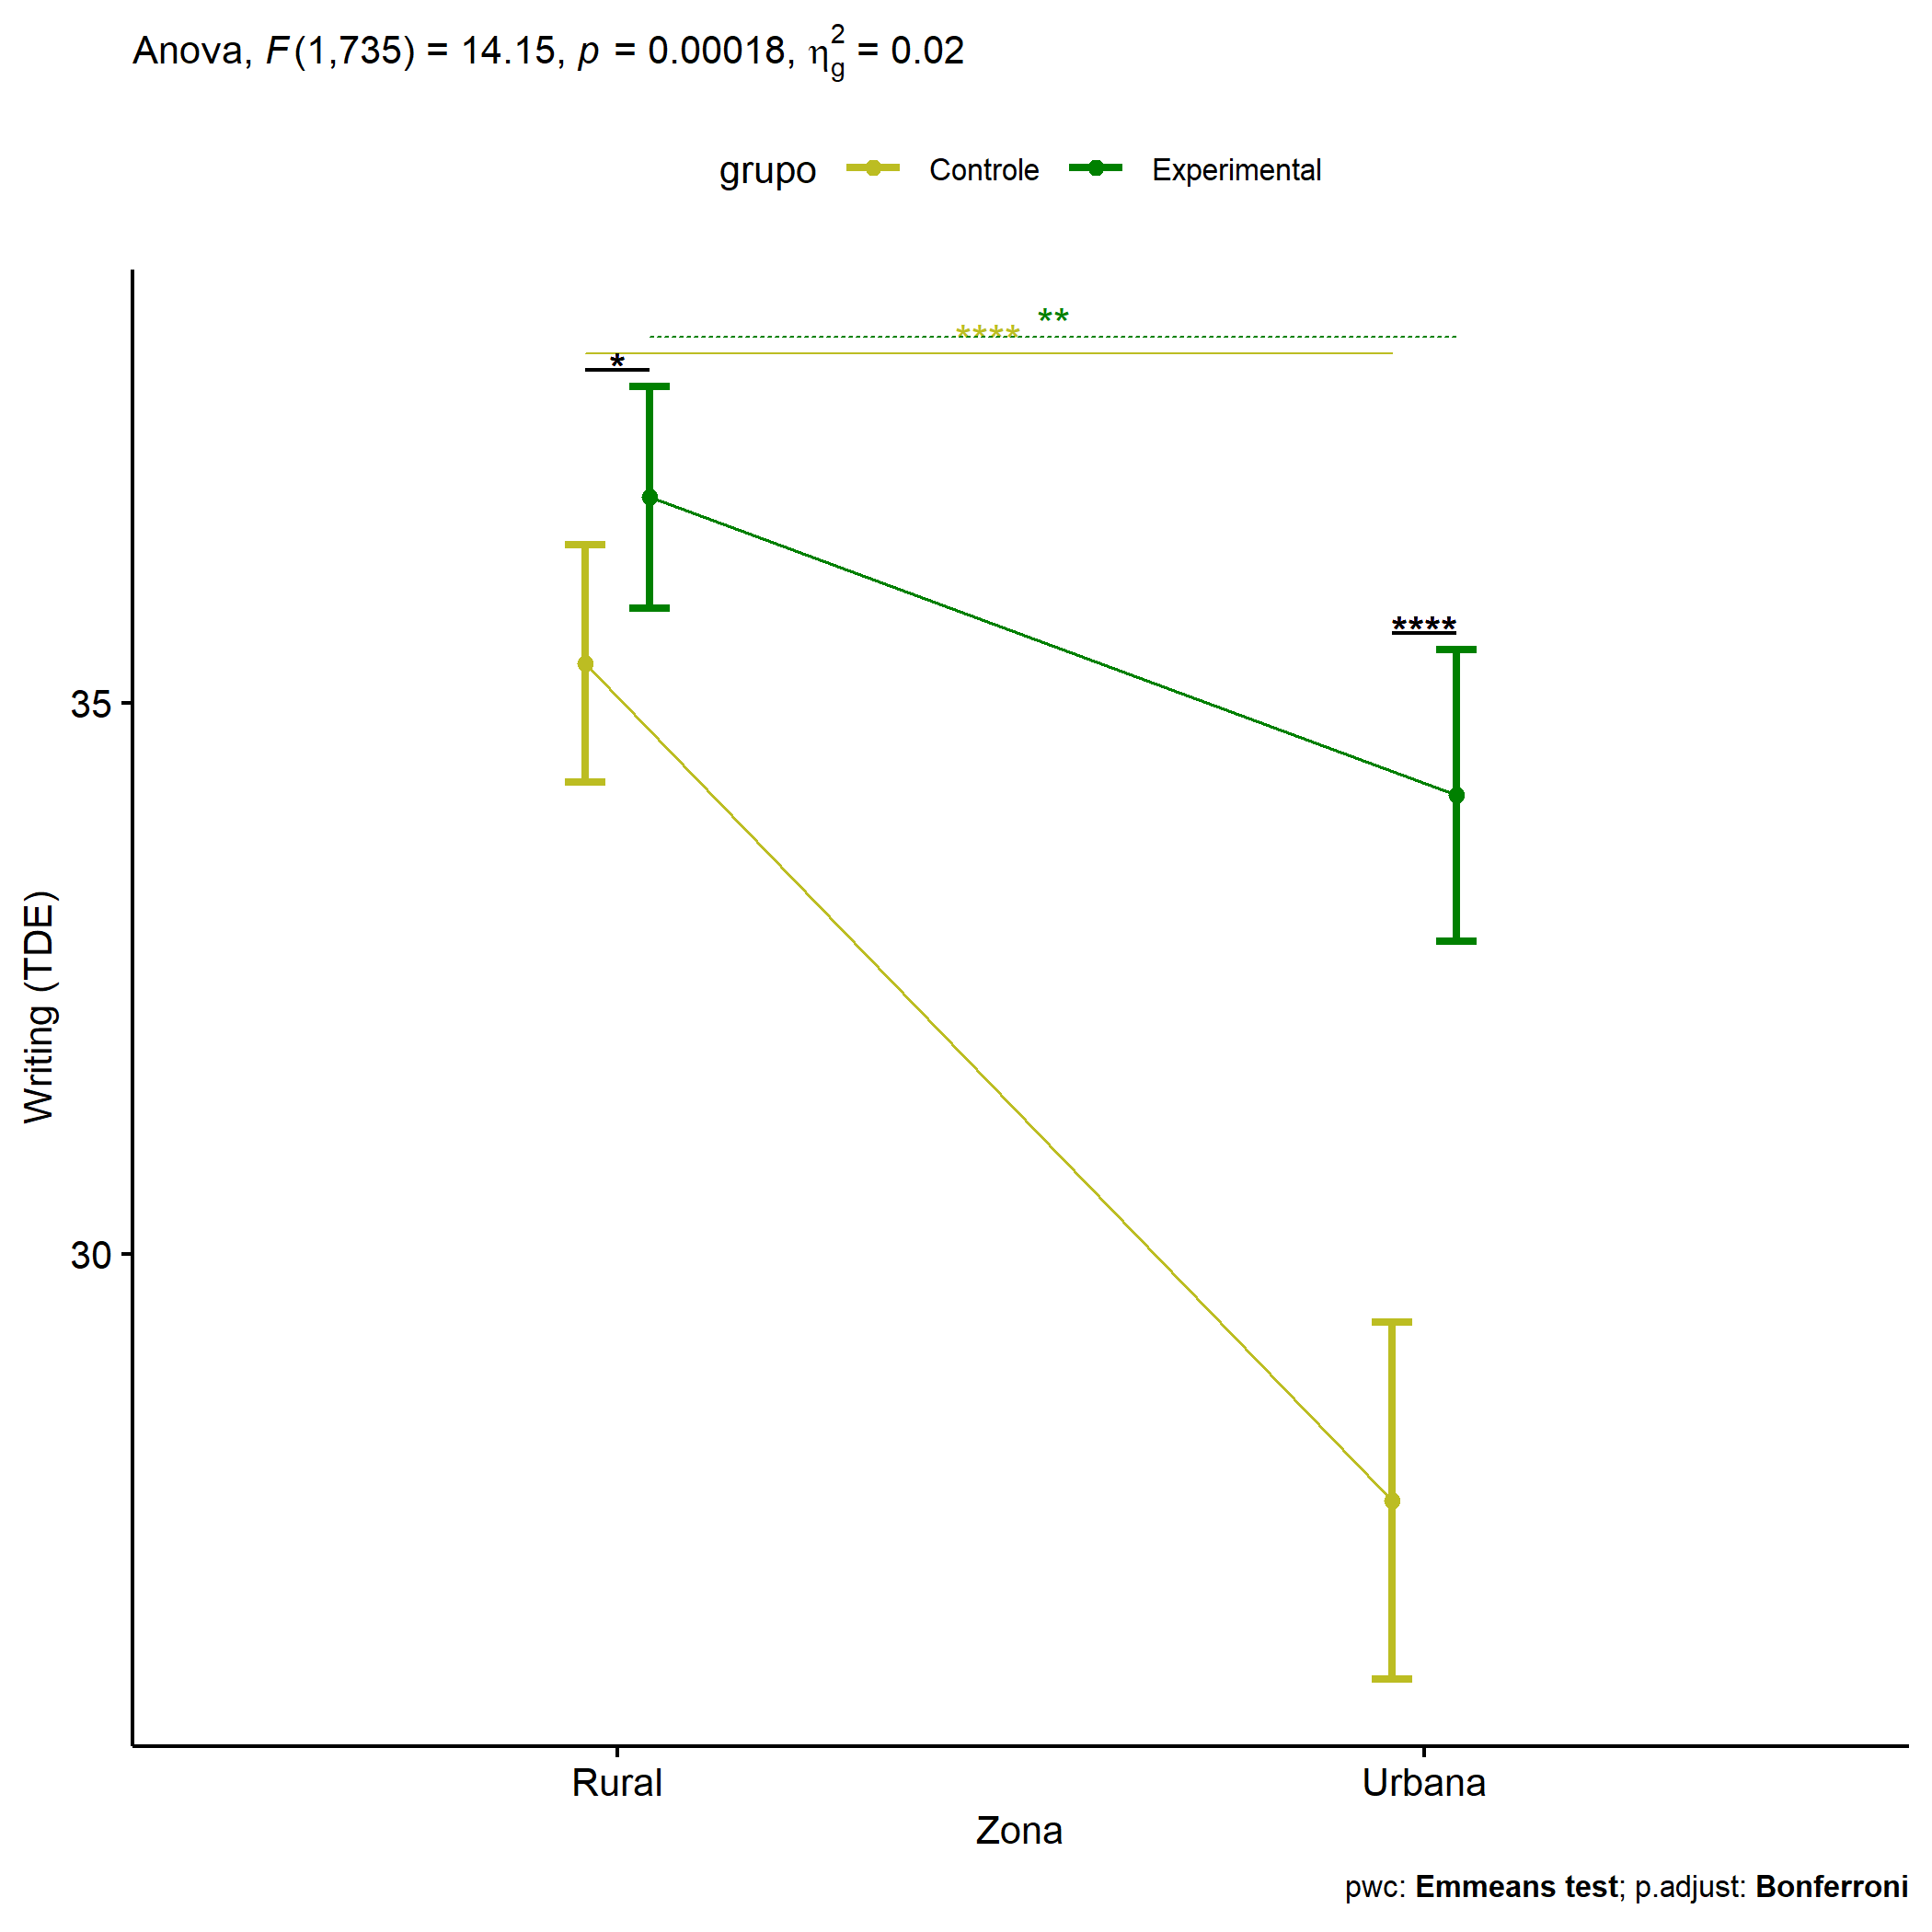 Anova, F(1,735) = 14.15, p = 0.00018, η²g = 0.02
grupo Controle Experimental
**
****
*
****
35
30
Writing (TDE)
Rural Urbana
Zona
pwc: Emmeans test; p.adjust: Bonferroni